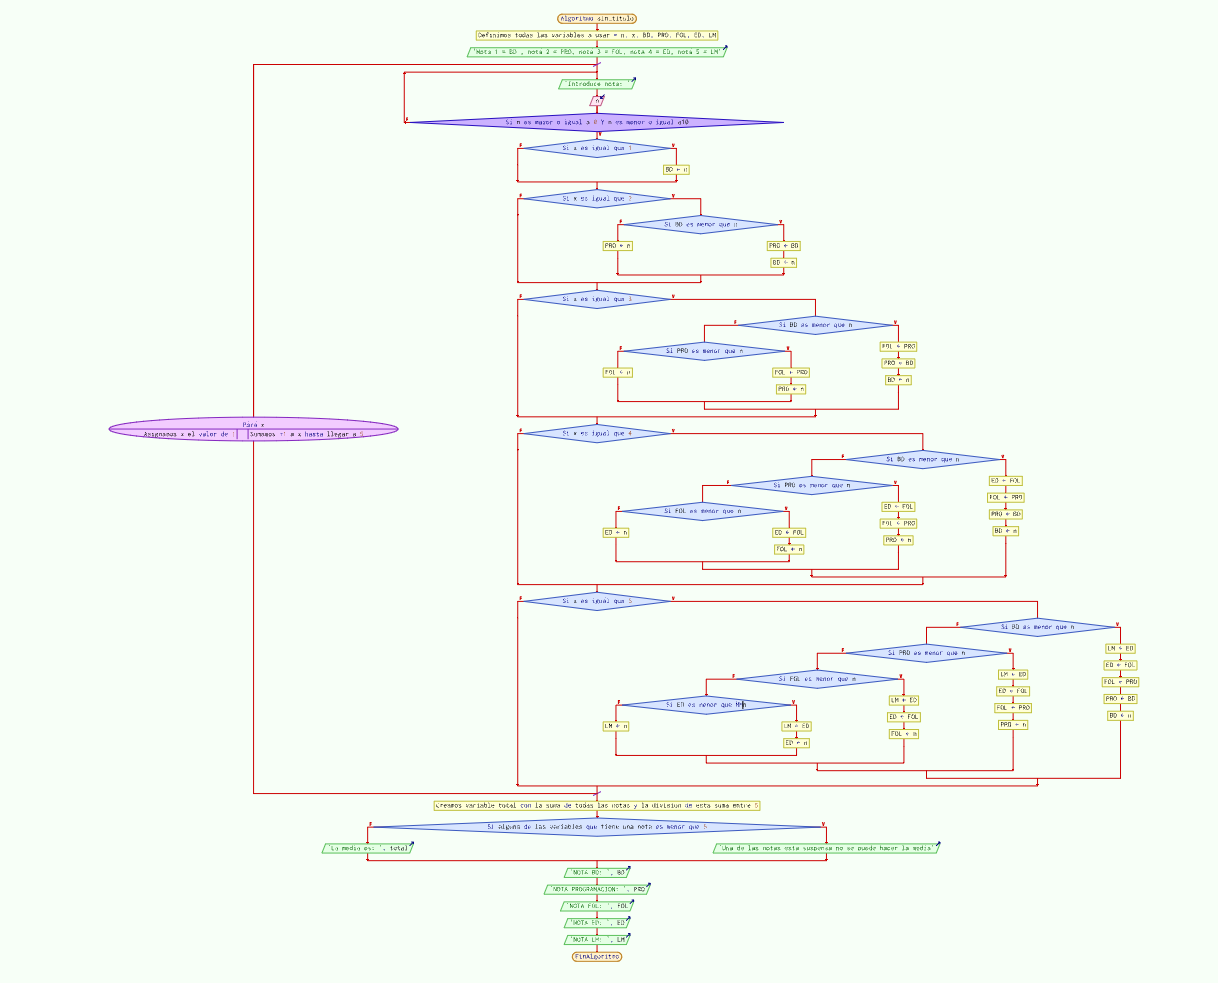 Algoritmo sin_titulo
Definimos todas las variables a usar = n, x, BD, PRO, FOL, ED, LM
'Nota 1 = BD , nota 2 = PRO, nota 3 = FOL, nota 4 = ED, nota 5 = LM'
'Introduce nota: '
n
F
Si n es mazor o igual a 0 Y n es menor o igual a10
V
F
Si x es igual que 1
V
BD ← n
F
Si x es igual que 2
V
F
Si BD es menor que n
V
PRO ← n
PRO ← BD
BD ← n
F
Si x es igual que 3
V
F
Si BD es menor que n
V
F
Si PRO es menor que n
V
FOL ← PRO
PRO ← BD
BD ← n
FOL ← n
FOL ← PRO
PRO ← n
Para x
Asignamos x el valor de 1
Sumamos +1 a x hasta llegar a 5
F
Si x es igual que 4
V
F
Si BD es menor que n
V
F
Si PRO es menor que n
V
F
Si FOL es menor que n
V
ED ← FOL
FOL ← PRO
PRO ← BD
BD ← n
ED ← FOL
FOL ← PRO
PRO ← n
ED ← n
ED ← FOL
FOL ← n
F
Si x es igual que 5
V
F
Si BD es menor que n
V
F
Si PRO es menor que n
V
F
Si FOL es menor que n
V
F
Si ED es menor que
V
LM ← ED
ED ← FOL
FOL ← PRO
PRO ← BD
BD ← n
LM ← ED
ED ← FOL
FOL ← PRO
PRO ← n
LM ← ED
ED ← FOL
FOL ← n
LM ← n
LM ← ED
ED ← n
Creamos variable total con la suma de todas las notas y la division de esta suma entre 5
F
Si alguna de las variables que tiene una nota es menor que 5
V
'La media es: ', total
'Una de las notas esta suspensa no se puede hacer la media'
'NOTA BD: ', BD
'NOTA PROGRAMACION: ', PRO
'NOTA FOL: ', FOL
'NOTA ED: ', ED
'NOTA LM: ', LM
FinAlgoritmo